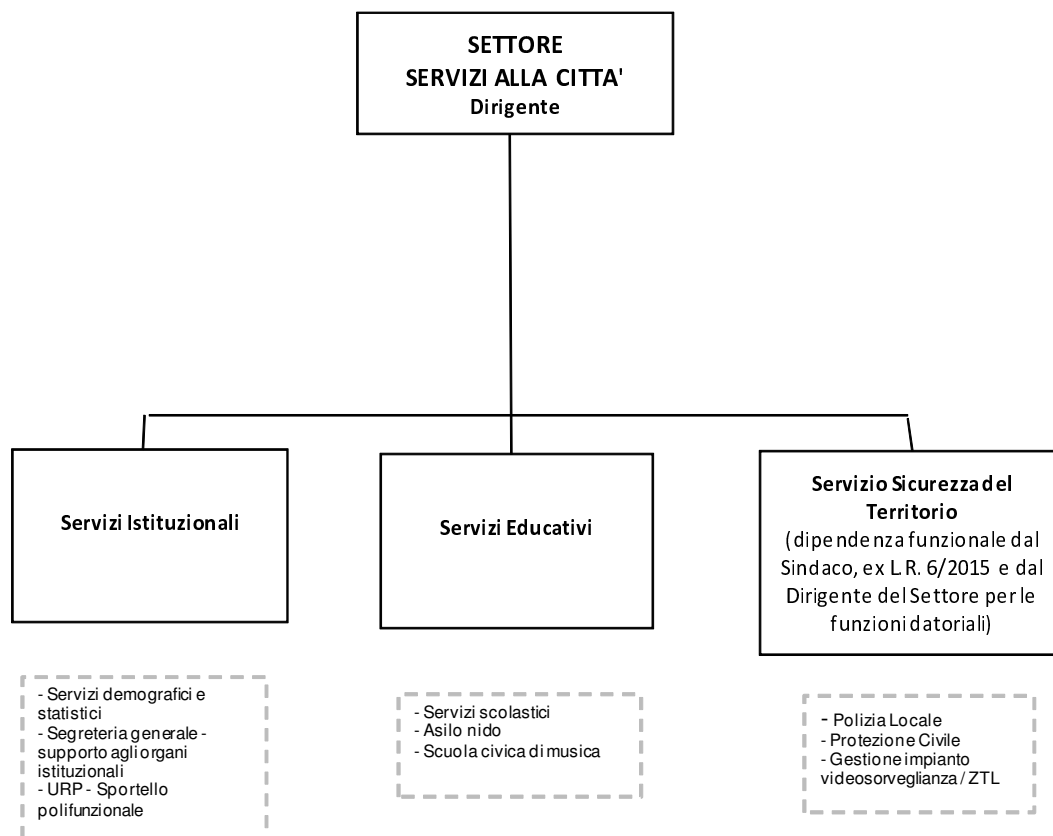 SETTORE
SERVIZI ALLA CITTA'
Dirigente
Servizi Istituzionali
Servizi Educativi
Servizio Sicurezza del
Territorio
(dipendenza funzionale dal
Sindaco, ex L.R. 6/2015 e dal
Dirigente del Settore per le
funzioni datoriali)
- Servizi demografici e
statistici
- Segreteria generale -
supporto agli organi
istituzionali
- URP - Sportello
polifunzionale
- Servizi scolastici
- Asilo nido
- Scuola civica di musica
- Polizia Locale
- Protezione Civile
- Gestione impianto
videosorveglianza / ZTL